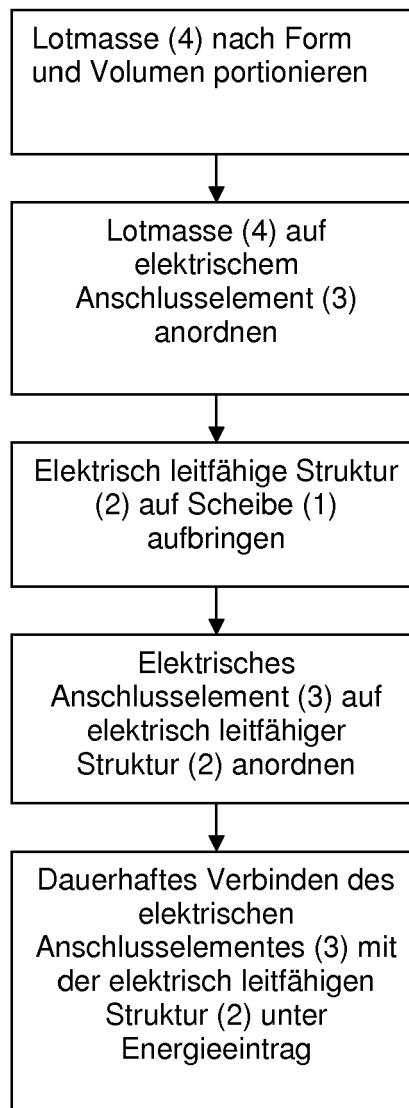 Lotmasse (4) nach Form
und Volumen portionieren
Lotmasse (4) auf
elektrischem
Anschlusselement (3)
anordnen
Elektrisch leitfähige Struktur
(2) auf Scheibe (1)
aufbringen
Elektrisches
Anschlusselement (3) auf
elektrisch leitfähiger
Struktur (2) anordnen
Dauerhaftes Verbinden des
elektrischen
Anschlusselementes (3) mit
der elektrisch leitfähigen
Struktur (2) unter
Energieeintrag